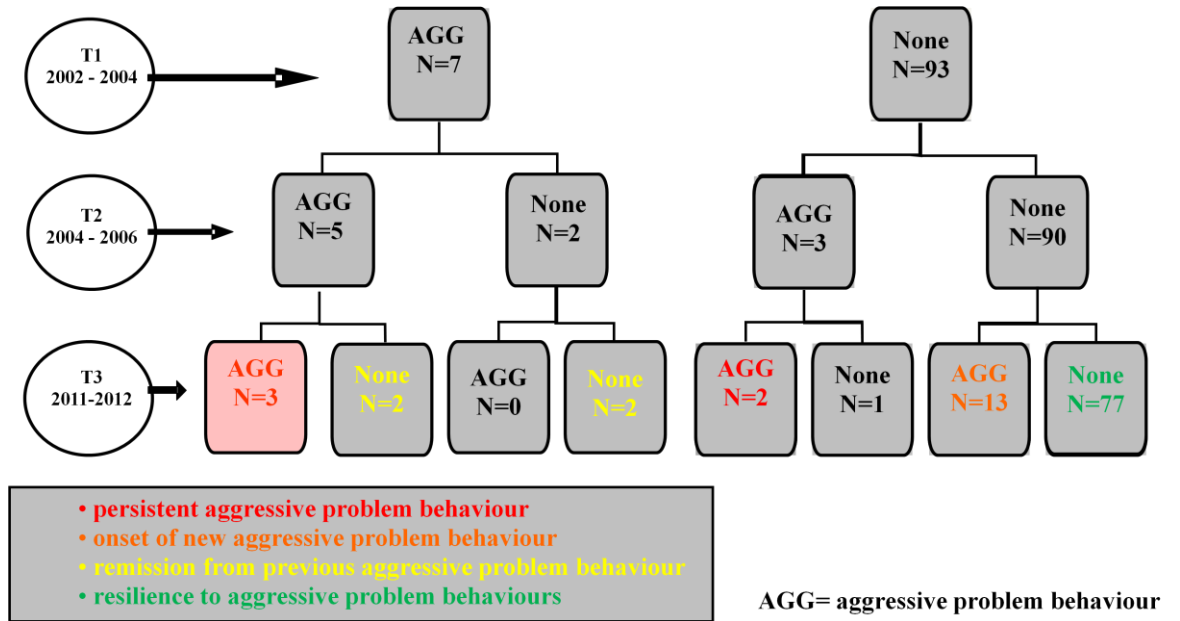 T1
2002 - 2004
AGG
N=7
None
N=93
T2
2004 - 2006
AGG
N=5
None
N=2
AGG
N=3
None
N=90
T3
2011-2012
AGG
N=3
None
N=2
AGG
N=0
None
N=2
AGG
N=2
None
N=1
AGG
N=13
None
N=77
• persistent aggressive problem behaviour
• onset of new aggressive problem behaviour
• remission from previous aggressive problem behaviour
• resilience to aggressive problem behaviours
AGG= aggressive problem behaviour